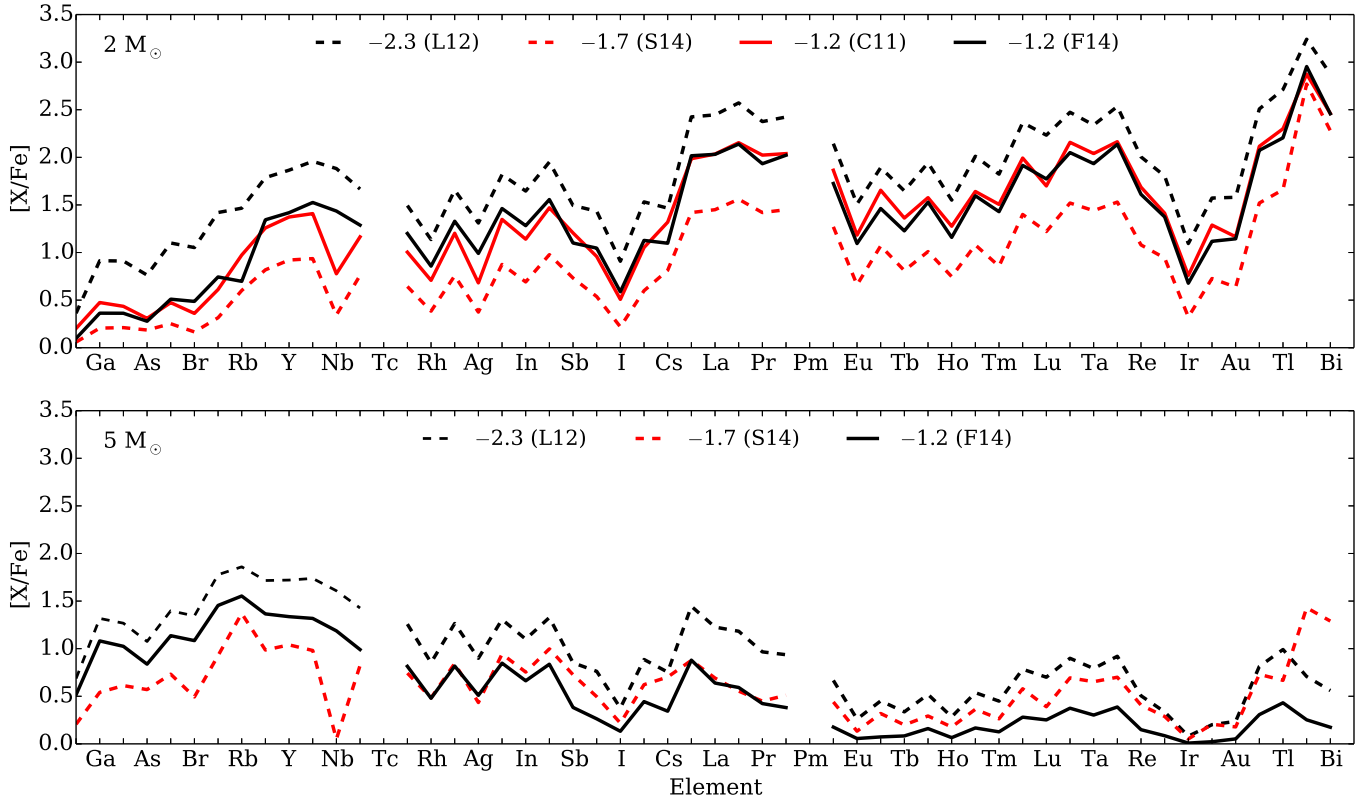 3.5
3.0
2.5
2.0
1.5
1.0
0.5
0.0
[X/Fe]
2 M☉
−2.3 (L12) −1.7 (S14) −1.2 (C11) −1.2 (F14)
Ga As Br Rb Y Nb Tc Rh Ag In Sb I Cs La Pr Pm Eu Tb Ho Tm Lu Ta Re Ir Au Tl Bi
3.5
3.0
2.5
2.0
1.5
1.0
0.5
0.0
[X/Fe]
5 M☉
−2.3 (L12) −1.7 (S14) −1.2 (F14)
Ga As Br Rb Y Nb Tc Rh Ag In Sb I Cs La Pr Pm Eu Tb Ho Tm Lu Ta Re Ir Au Tl Bi
Element